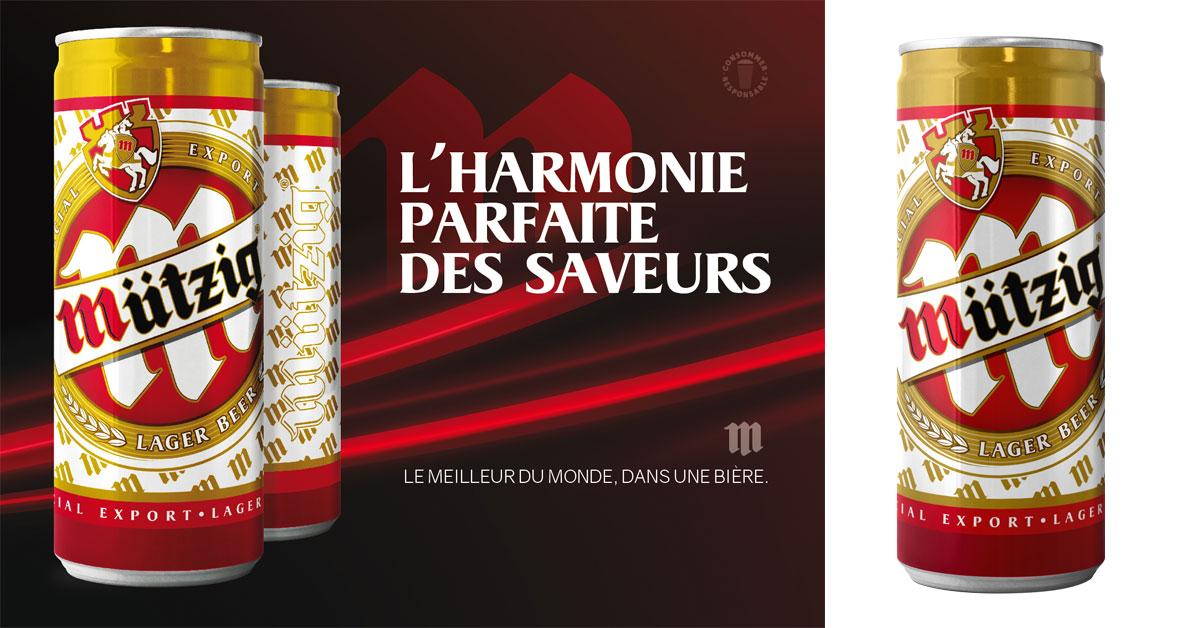 EXPORT
m
mützig
®
LAGER BEER
IAL EXPORT • LAGER
mützig
®
CONSOMMER
RESPONSABLE
L'HARMONIE
PARFAITE
DES SAVEURS
m
LE MEILLEUR DU MONDE, DANS UNE BIÈRE.
EXPORT
m
mützig
®
LAGER BEER
IAL EXPORT • LAGER